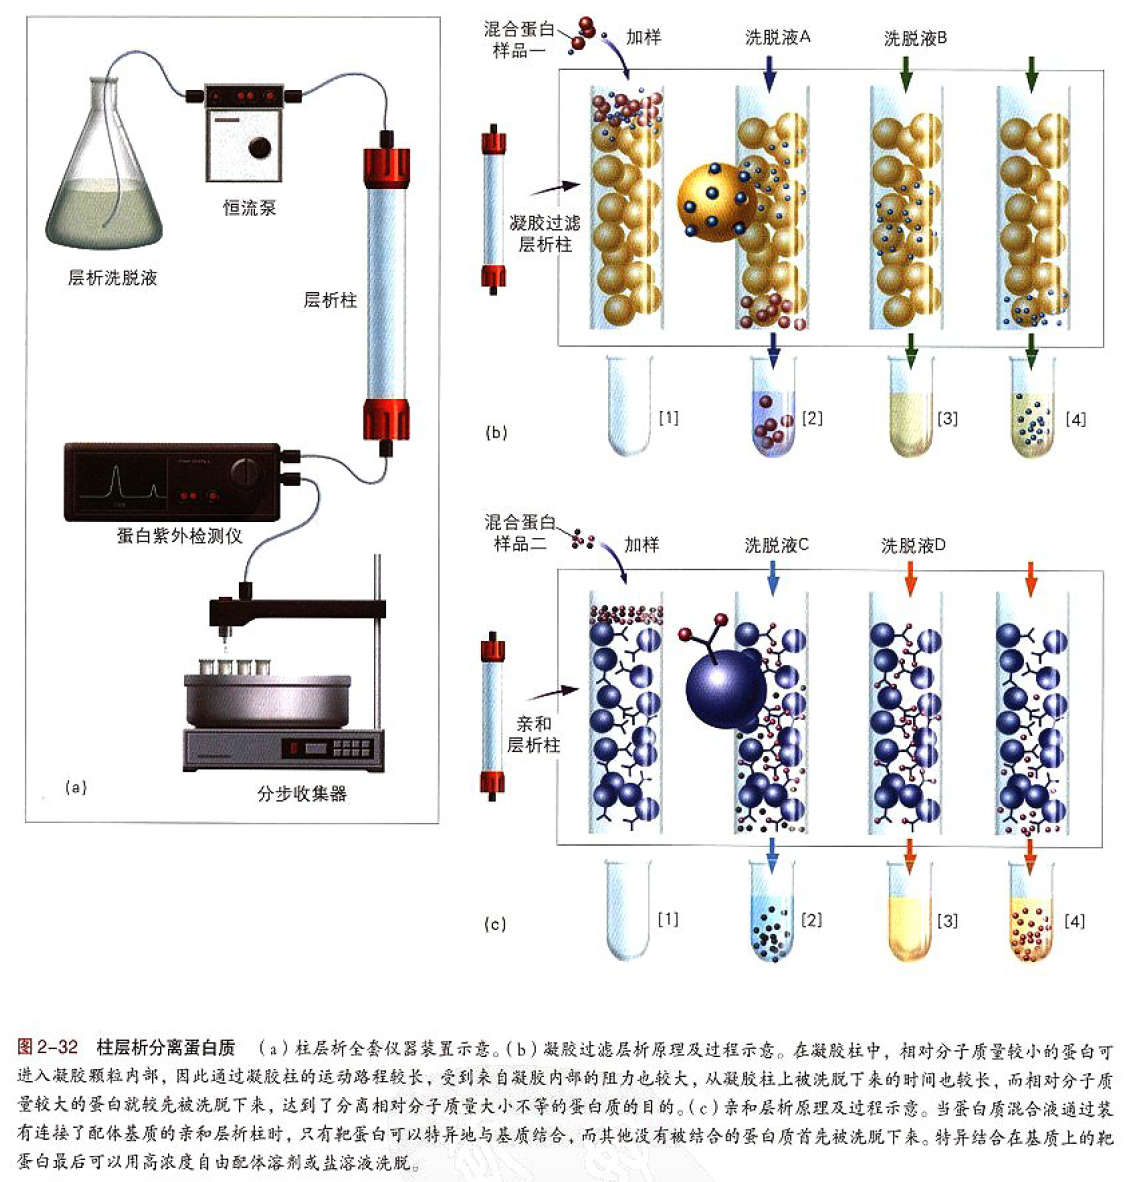 恒流泵
层析洗脱液
层析柱
蛋白紫外检测仪
(a)
分步收集器
混合蛋白
样品一
加样
洗脱液A
洗脱液B
凝胶过滤
层析柱
(b)
[1]
[2]
[3]
[4]
混合蛋白
样品二
加样
洗脱液C
洗脱液D
亲和
层析柱
(c)
[1]
[2]
[3]
[4]
图2-32 柱层析分离蛋白质 (a)柱层析全套仪器装置示意。(b)凝胶过滤层析原理及过程示意。在凝胶柱中，相对分子质量较小的蛋白可
进入凝胶颗粒内部，因此通过凝胶柱的运动路程较长，受到来自凝胶内部的阻力也较大，从凝胶柱上被洗脱下来的时间也较长，而相对分子质
量较大的蛋白就较先被洗脱下来，达到了分离相对分子质量大小不等的蛋白质的目的。(c)亲和层析原理及过程示意。当蛋白质混合液通过装
有连接了配体基质的亲和层析柱时，只有靶蛋白可以特异地与基质结合，而其他没有被结合的蛋白质首先被洗脱下来。特异结合在基质上的靶
蛋白最后可以用高浓度自由配体溶剂或盐溶液洗脱。